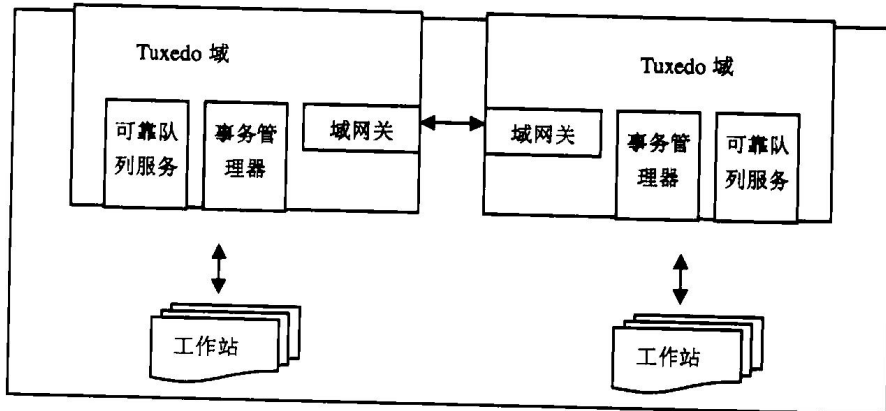 Tuxedo 域
可靠队
列服务
事务管
理器
域网关
工作站
Tuxedo 域
域网关
事务管
理器
可靠队
列服务
工作站